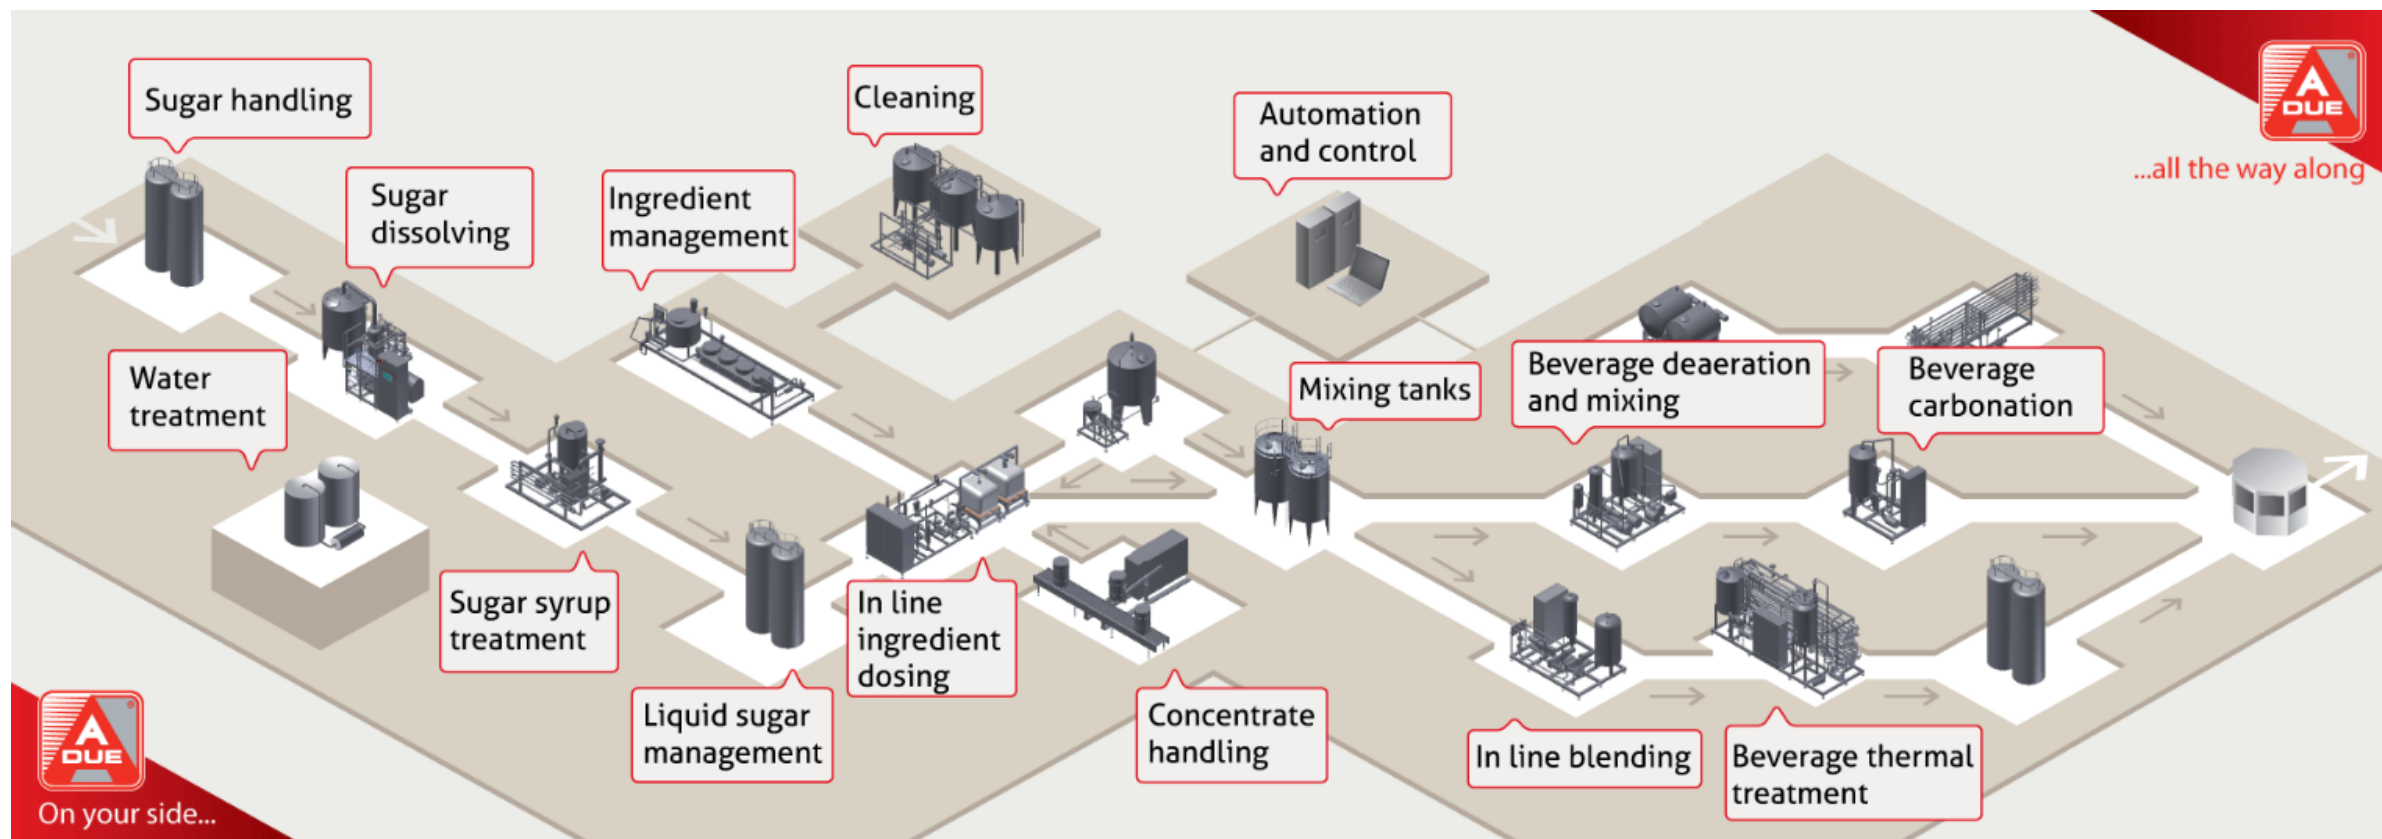 Sugar handling
Cleaning
Automation
and control
A
DUE
®
...all the way along
Sugar
dissolving
Ingredient
management
Water
treatment
Mixing tanks
Beverage deaeration
and mixing
Beverage
carbonation
Sugar syrup
treatment
In line
ingredient
dosing
Liquid sugar
management
Concentrate
handling
In line blending
Beverage thermal
treatment
A
DUE
®
On your side...